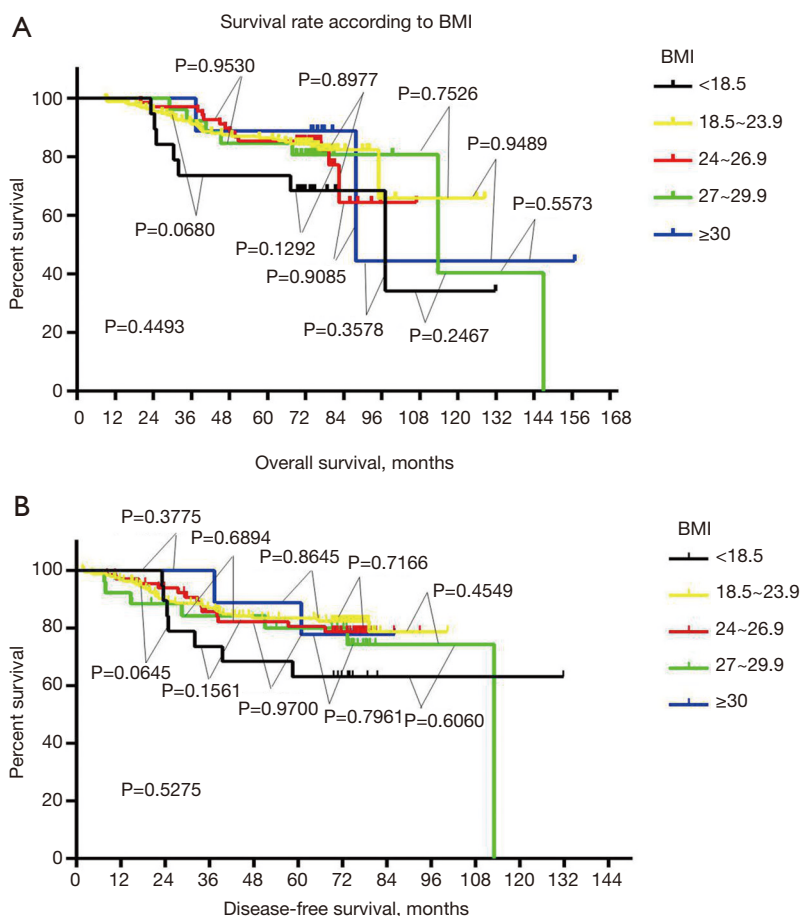 A
Survival rate according to BMI
BMI
<18.5
18.5~23.9
24~26.9
27~29.9
≥30
P=0.9530
P=0.8977
P=0.7526
P=0.9489
P=0.5573
P=0.0680
P=0.1292
P=0.9085
P=0.3578
P=0.2467
P=0.4493
Percent survival
100
80
60
40
20
0
0 12 24 36 48 60 72 84 96 108 120 132 144 156 168
Overall survival, months
B
BMI
<18.5
18.5~23.9
24~26.9
27~29.9
≥30
P=0.3775
P=0.6894
P=0.8645
P=0.7166
P=0.4549
P=0.0645
P=0.1561
P=0.9700
P=0.7961
P=0.6060
P=0.5275
Percent survival
100
80
60
40
20
0
0 12 24 36 48 60 72 84 96 108 120 132 144
Disease-free survival, months